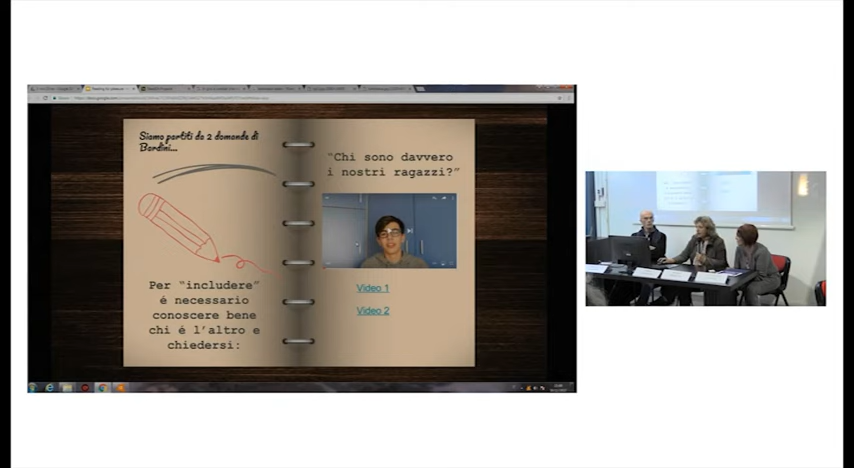 Siamo partiti da 2 domande di
Bardini...
Per "includere"
é necessario
conoscere bene
chi é l'altro e
chiedersi:
"Chi sono davvero
i nostri ragazzi?"
Video 1
Video 2